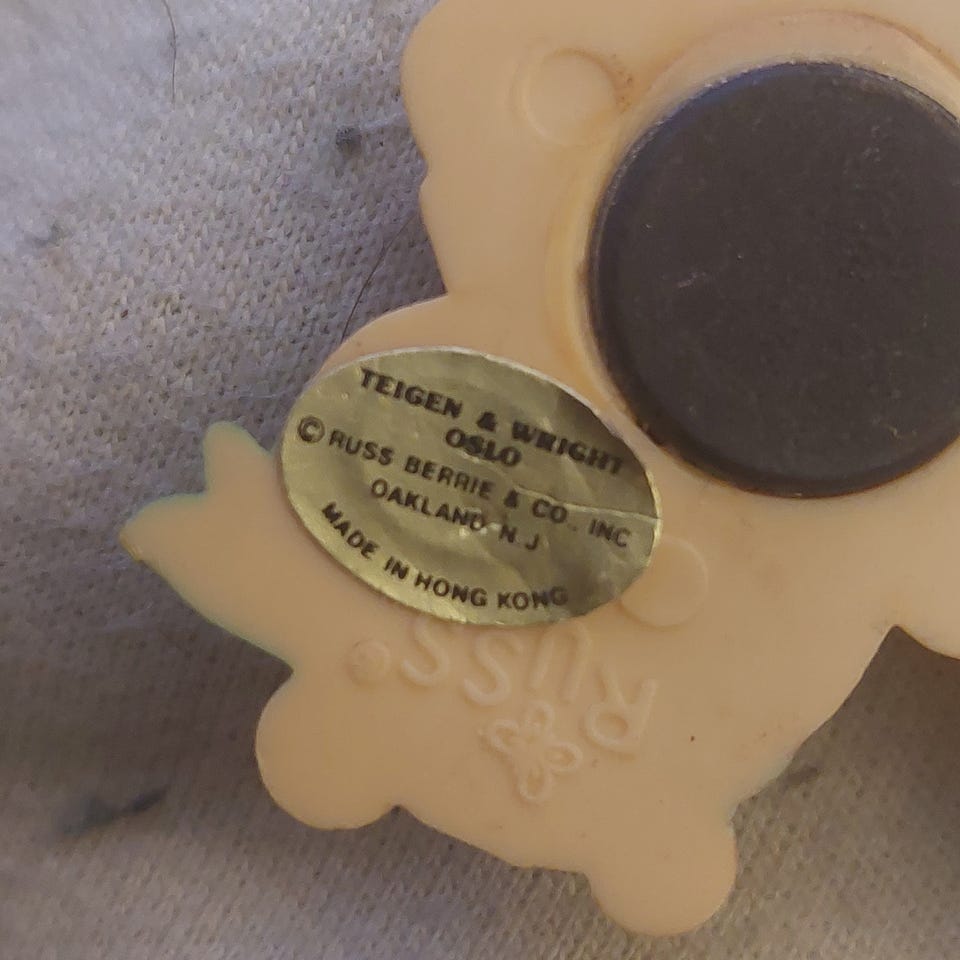 TEIGEN & WRIGHT
OSLO
© RUSS BERRIE & CO. INC
OAKLAND N.J
MADE IN HONG KONG
RUSS®